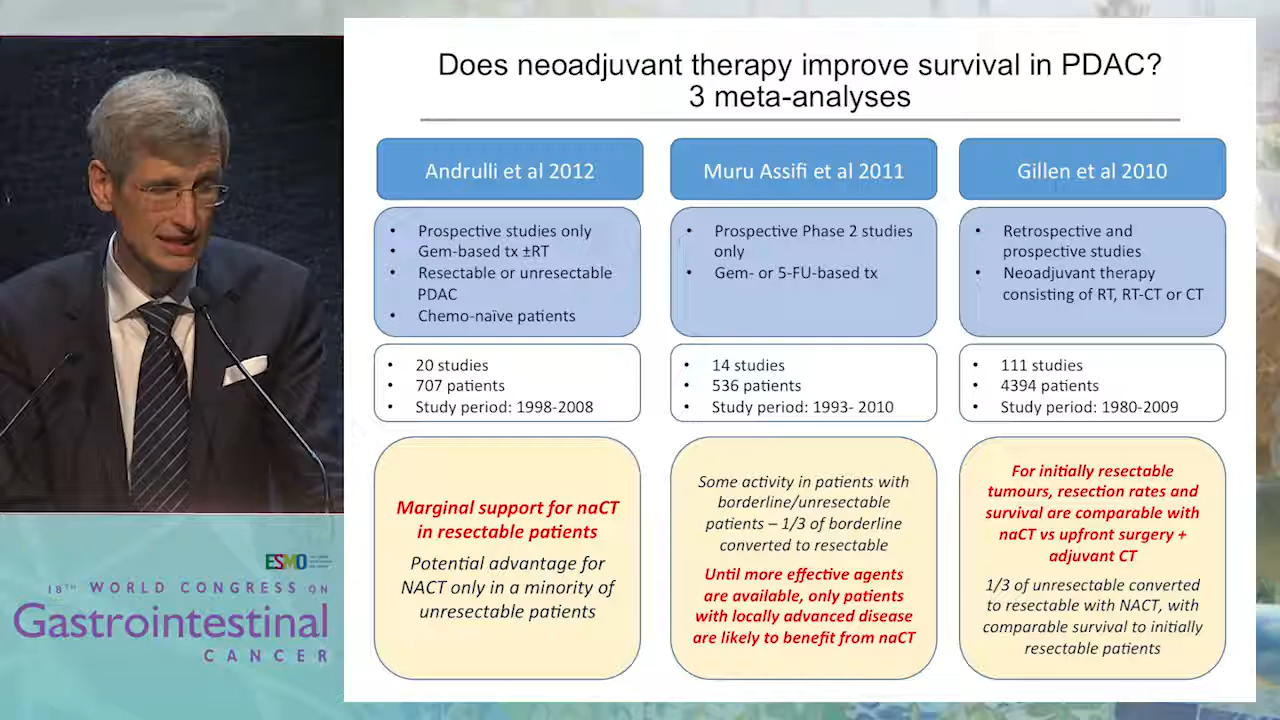 Does neoadjuvant therapy improve survival in PDAC?
3 meta-analyses
Andrulli et al 2012
• Prospective studies only
• Gem-based tx ±RT
• Resectable or unresectable
PDAC
• Chemo-naïve patients
• 20 studies
• 707 patients
• Study period: 1998-2008
Marginal support for naCT
in resectable patients
Potential advantage for
NACT only in a minority of
unresectable patients
Muru Assifi et al 2011
• Prospective Phase 2 studies
only
• Gem- or 5-FU-based tx
• 14 studies
• 536 patients
• Study period: 1993- 2010
Some activity in patients with
borderline/unresectable
patients – 1/3 of borderline
converted to resectable
Until more effective agents
are available, only patients
with locally advanced disease
are likely to benefit from naCT
Gillen et al 2010
• Retrospective and
prospective studies
• Neoadjuvant therapy
consisting of RT, RT-CT or CT
• 111 studies
• 4394 patients
• Study period: 1980-2009
For initially resectable
tumours, resection rates and
survival are comparable with
naCT vs upfront surgery +
adjuvant CT
1/3 of unresectable converted
to resectable with NACT, with
comparable survival to initially
resectable patients
ESMO
18TH WORLD CONGRESS ON
Gastrointestinal
CANCER